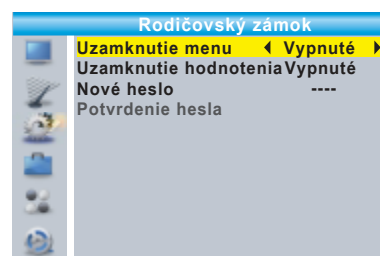 Rodičovský zámok
Uzamknutie menu Vypnuté
Uzamknutie hodnotenia Vypnuté
Nové heslo ----
Potvrdenie hesla